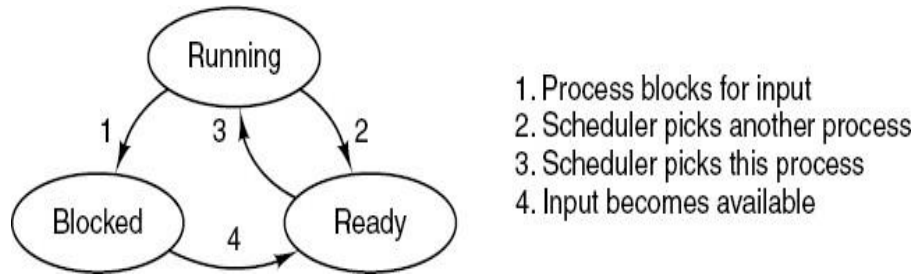 Running
1
3
2
Blocked
4
Ready
1. Process blocks for input
2. Scheduler picks another process
3. Scheduler picks this process
4. Input becomes available